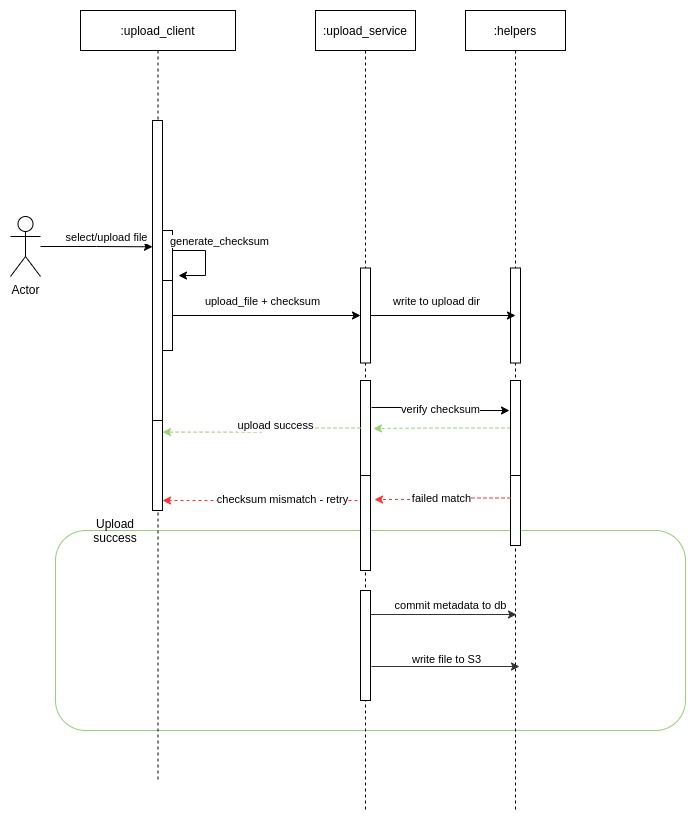 :upload_client
:upload_service
:helpers
select/upload file
generate_checksum
Actor
upload_file + checksum
write to upload dir
verify checksum
upload success
checksum mismatch - retry
failed match
Upload
success
commit metadata to db
write file to S3